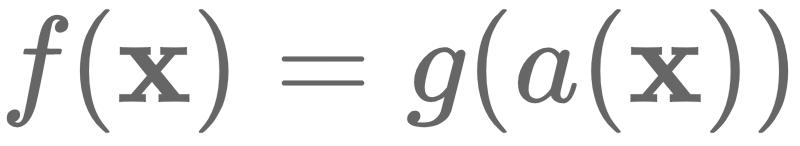 f(𝐱) = g(a(𝐱))